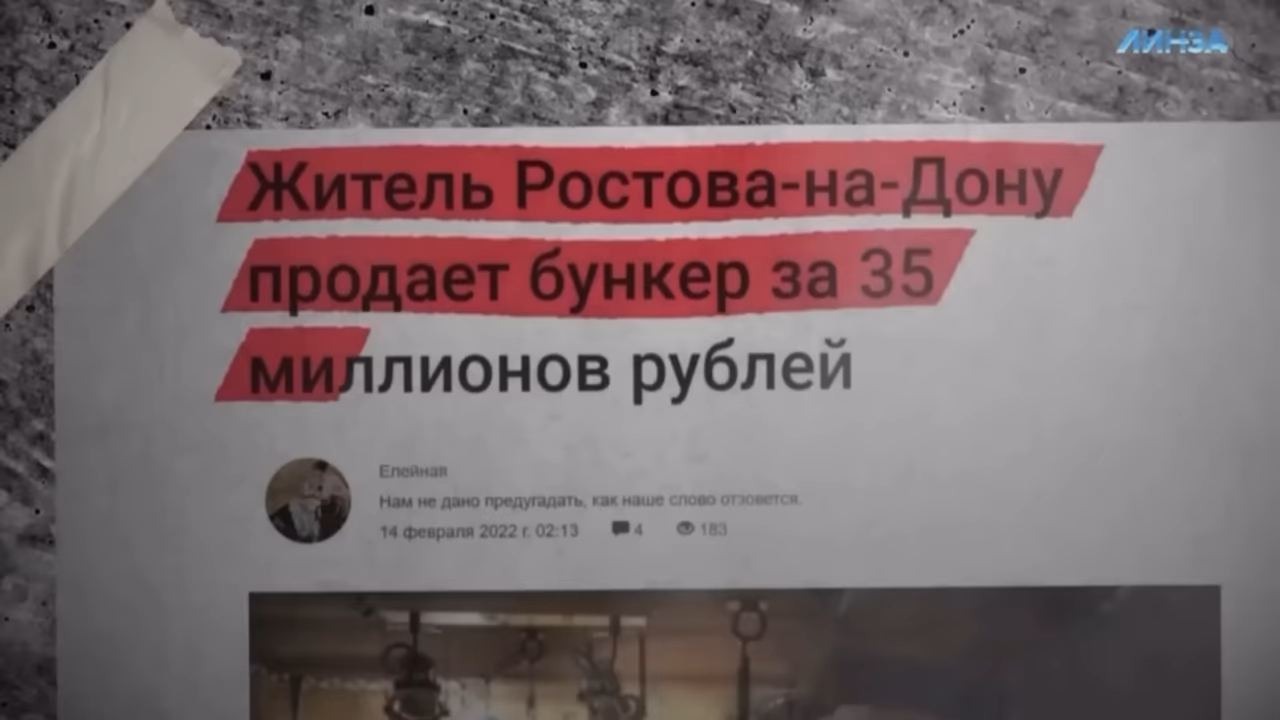 ЛИНЗА
Житель Ростова-на-Дону
продает бункер за 35
миллионов рублей
Елейная
Нам не дано предугадать, как наше слово отзовется.
14 февраля 2022 г. 02:13 4 183